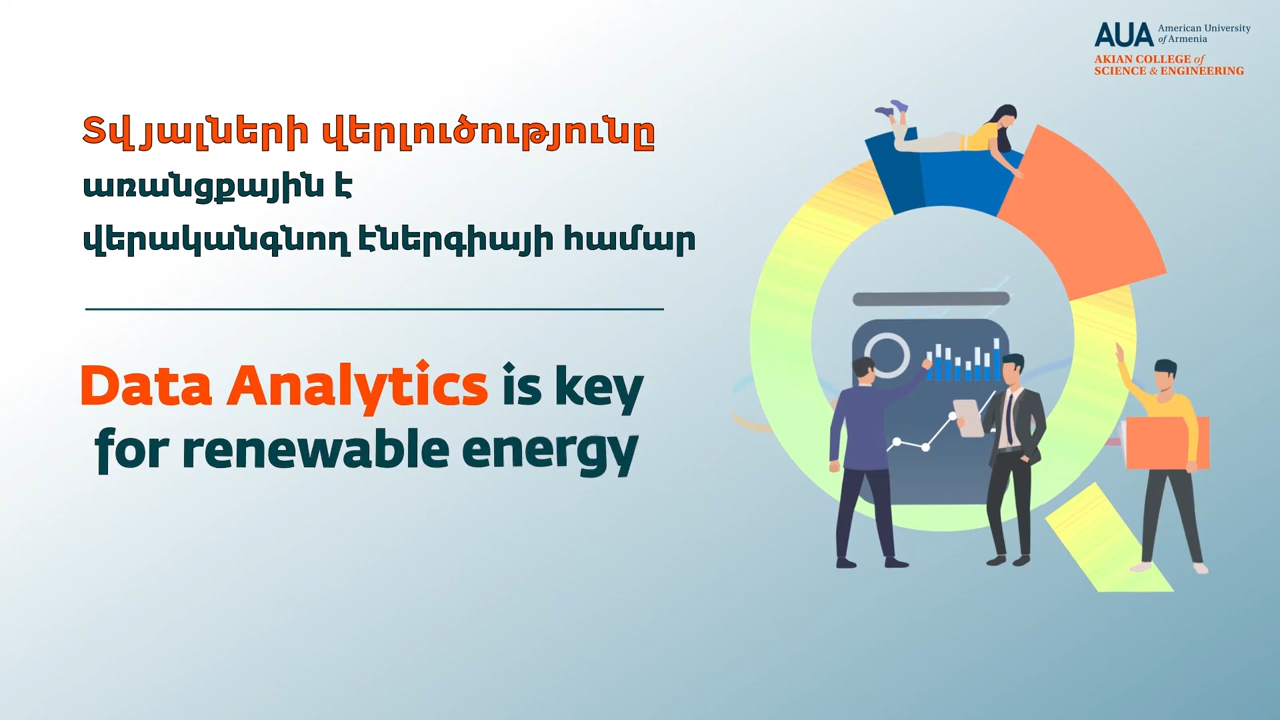 AUA American University
of Armenia
AKIAN COLLEGE of
SCIENCE & ENGINEERING
Տվյալների վերլուծությունը
առանցքային է
վերականգնող էներգիայի համար
Data Analytics is key
for renewable energy